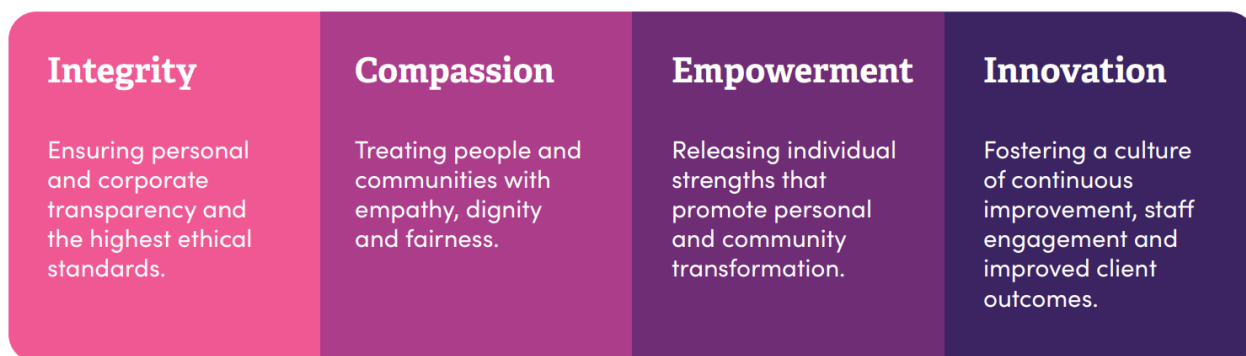 Integrity
Ensuring personal
and corporate
transparency and
the highest ethical
standards.
Compassion
Treating people and
communities with
empathy, dignity
and fairness.
Empowerment
Releasing individual
strengths that
promote personal
and community
transformation.
Innovation
Fostering a culture
of continuous
improvement, staff
engagement and
improved client
outcomes.